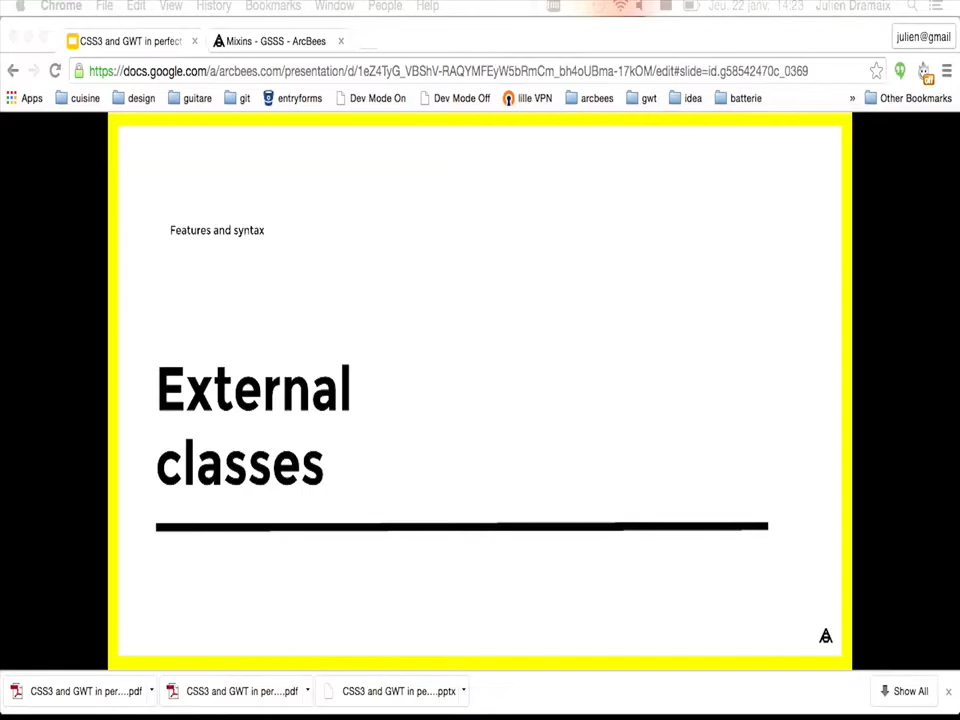 Chrome File Edit View History Bookmarks Window People Help Jeu. 22 janv. 14:23 Julien Dramaix
CSS3 and GWT in perfect × Mixins - GSSS - ArcBees × julien@gmail
https://docs.google.com/a/arcbees.com/presentation/d/1eZ4TyG_VBShV-RAQYMFEyW5bRmCm_bh4oUBma-17kOM/edit#slide=id.g58542470c_0369
Apps cuisine design guitare git entryforms Dev Mode On Dev Mode Off lille VPN arcbees gwt idea batterie » Other Bookmarks
off
Features and syntax
External
classes
CSS3 and GWT in per....pdf CSS3 and GWT in per....pdf CSS3 and GWT in pe....pptx Show All ×